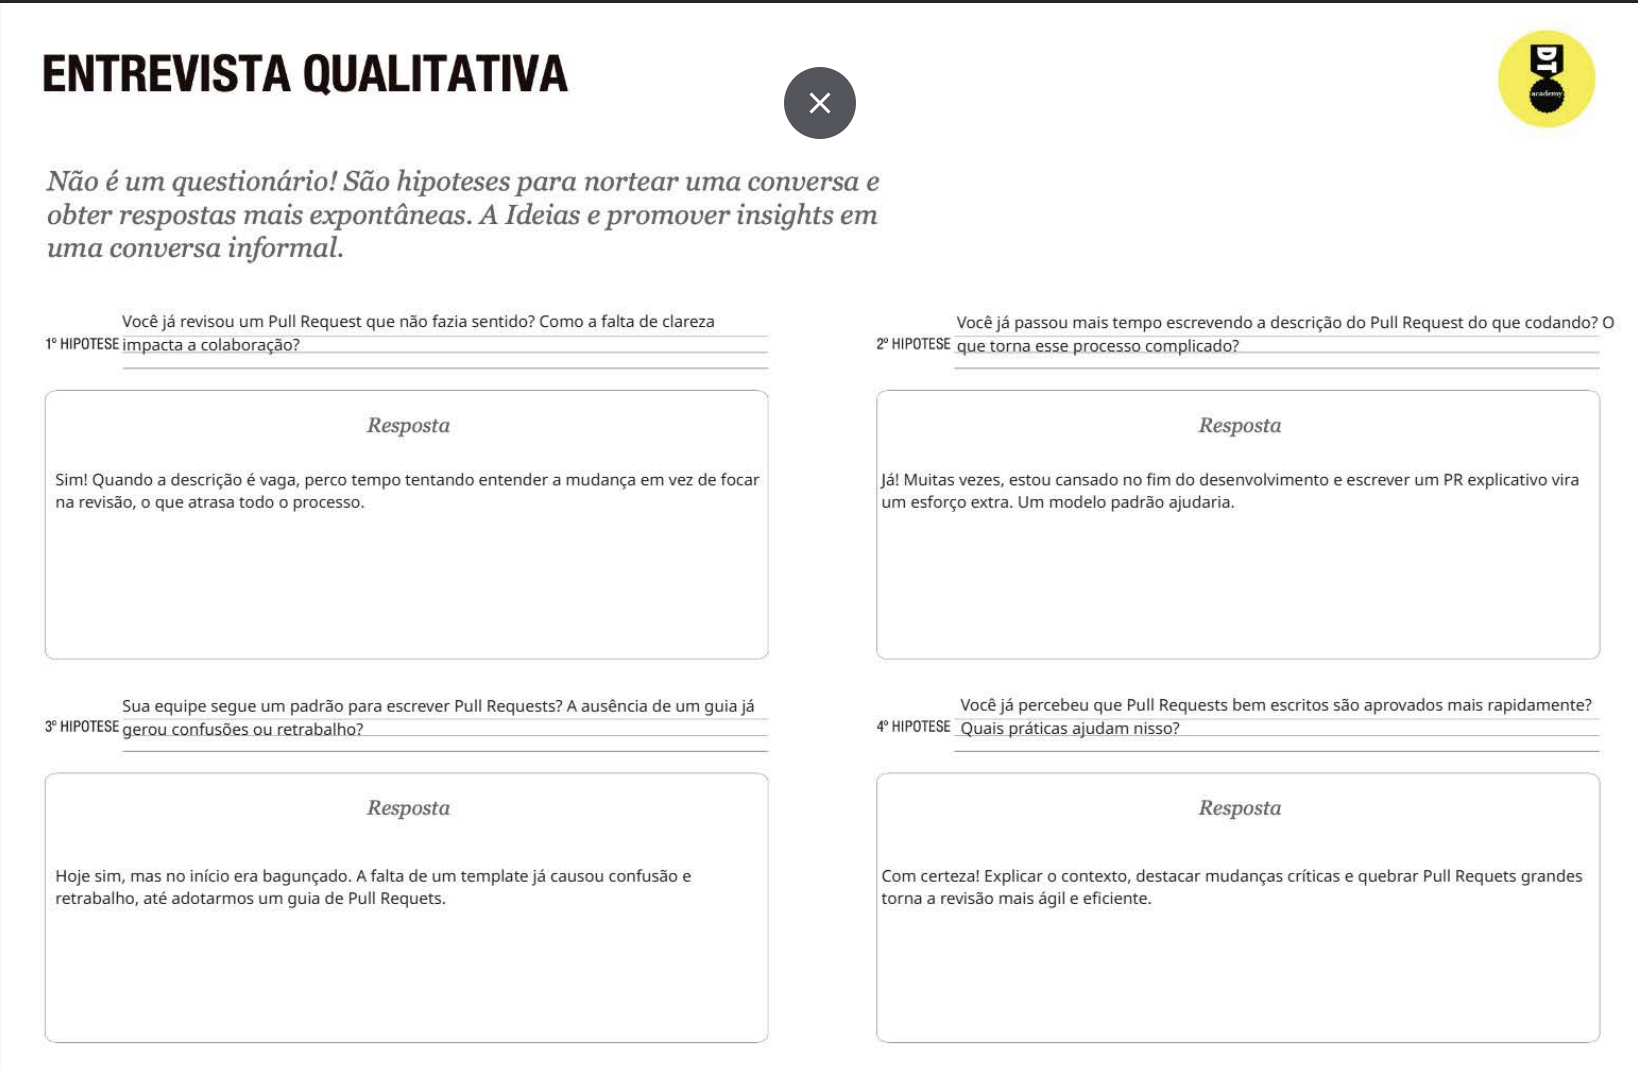 ENTREVISTA QUALITATIVA
DT
academy
Não é um questionário! São hipoteses para nortear uma conversa e
obter respostas mais expontâneas. A Ideias e promover insights em
uma conversa informal.
1º HIPOTESE
Você já revisou um Pull Request que não fazia sentido? Como a falta de clareza
impacta a colaboração?
Resposta
Sim! Quando a descrição é vaga, perco tempo tentando entender a mudança em vez de focar
na revisão, o que atrasa todo o processo.
2º HIPOTESE
Você já passou mais tempo escrevendo a descrição do Pull Request do que codando? O
que torna esse processo complicado?
Resposta
Já! Muitas vezes, estou cansado no fim do desenvolvimento e escrever um PR explicativo vira
um esforço extra. Um modelo padrão ajudaria.
3º HIPOTESE
Sua equipe segue um padrão para escrever Pull Requests? A ausência de um guia já
gerou confusões ou retrabalho?
Resposta
Hoje sim, mas no início era bagunçado. A falta de um template já causou confusão e
retrabalho, até adotarmos um guia de Pull Requets.
4º HIPOTESE
Você já percebeu que Pull Requests bem escritos são aprovados mais rapidamente?
Quais práticas ajudam nisso?
Resposta
Com certeza! Explicar o contexto, destacar mudanças críticas e quebrar Pull Requets grandes
torna a revisão mais ágil e eficiente.